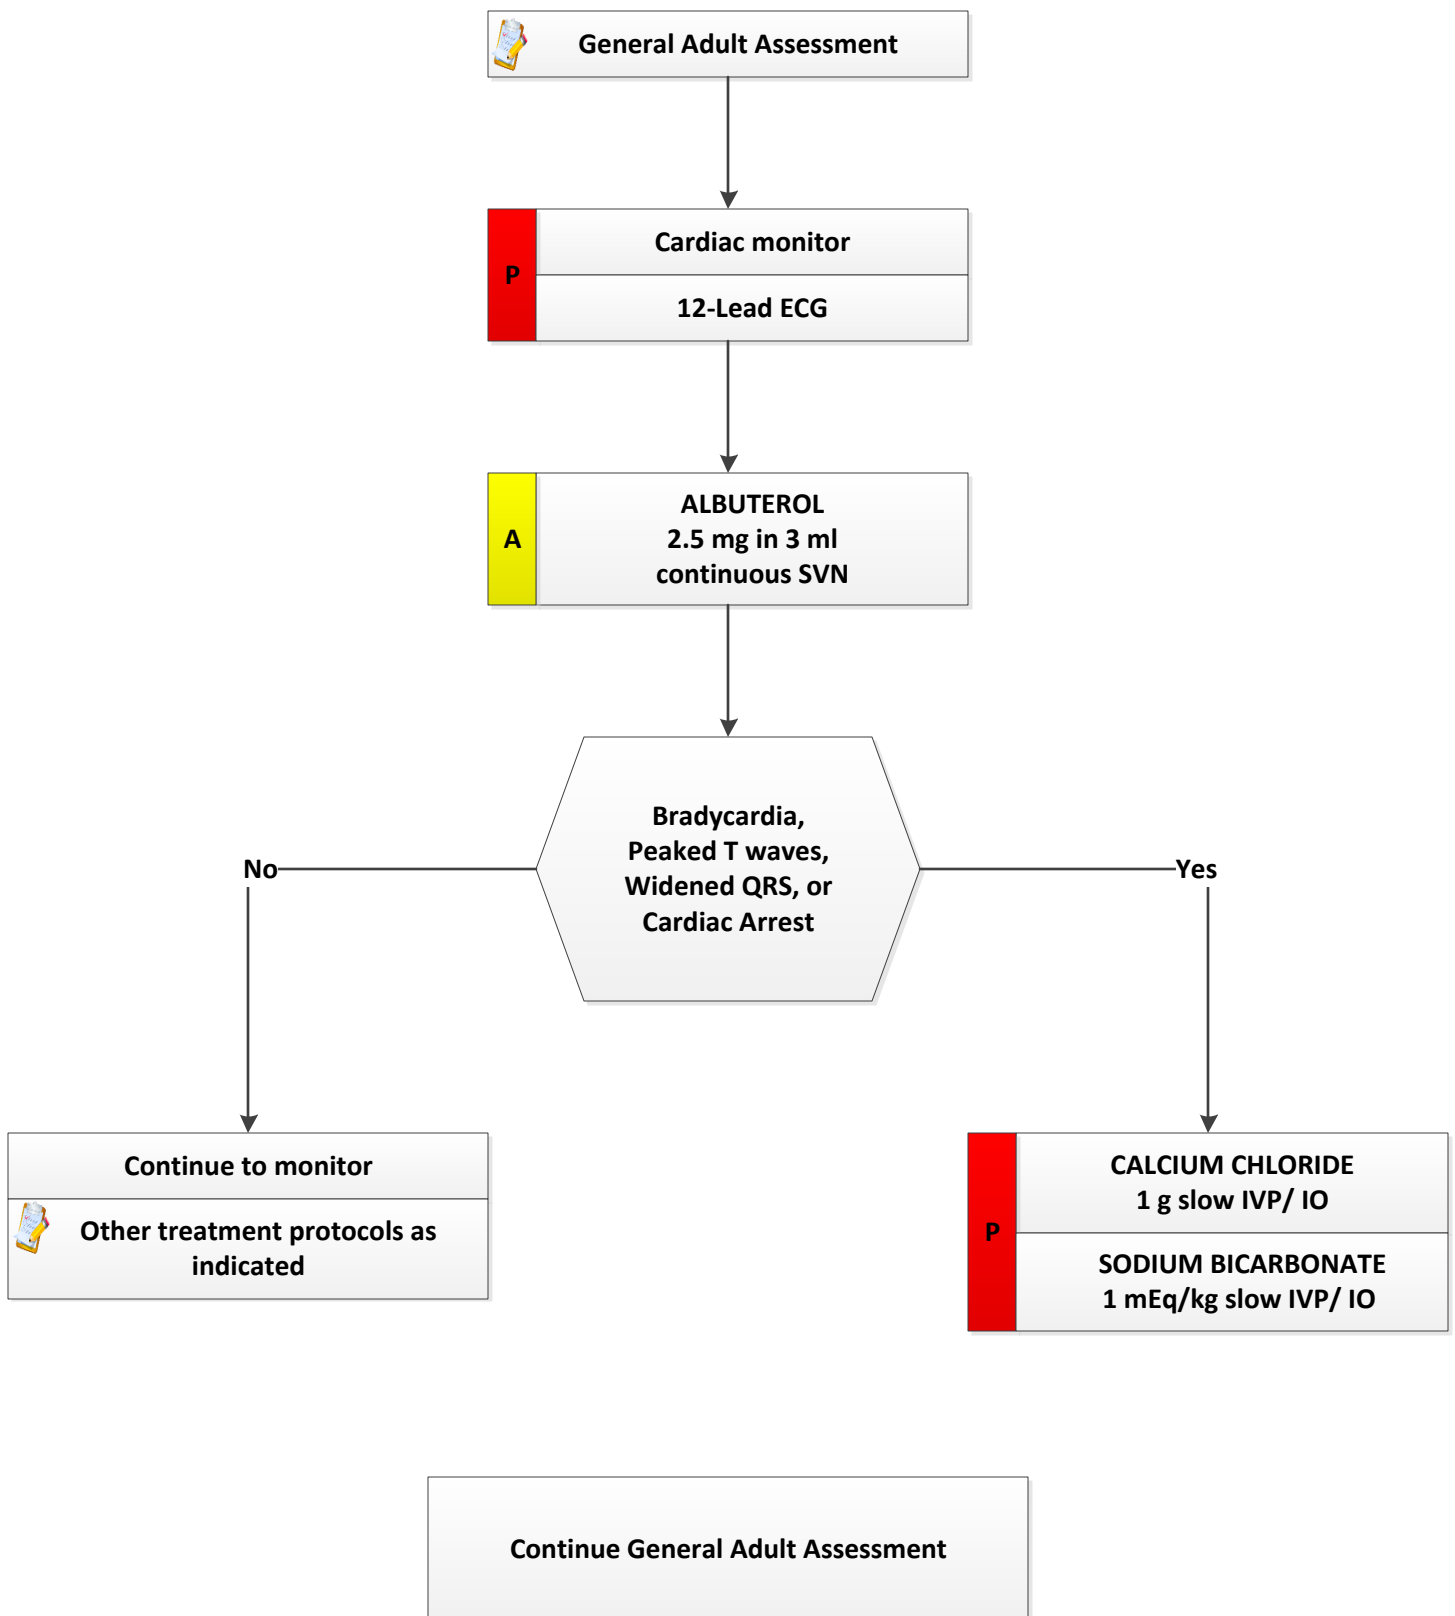 General Adult Assessment
P
Cardiac monitor
12-Lead ECG
A
ALBUTEROL
2.5 mg in 3 ml
continuous SVN
Bradycardia,
Peaked T waves,
Widened QRS, or
Cardiac Arrest
No
Yes
Continue to monitor
Other treatment protocols as
indicated
P
CALCIUM CHLORIDE
1 g slow IVP/ IO
SODIUM BICARBONATE
1 mEq/kg slow IVP/ IO
Continue General Adult Assessment